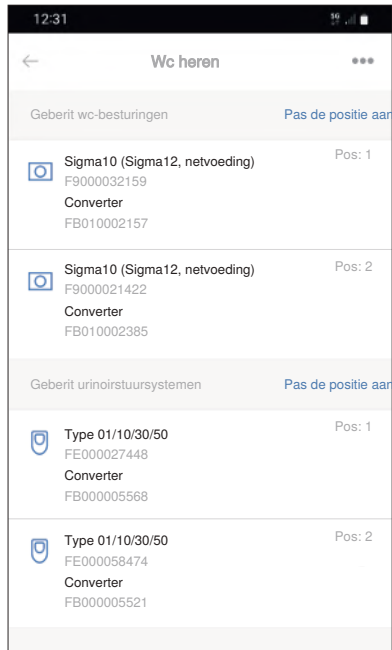 12:31
5G
Wc heren
Geberit wc-besturingen Pas de positie aan
Sigma10 (Sigma12, netvoeding) Pos: 1
F9000032159
Converter
FB010002157
Sigma10 (Sigma12, netvoeding) Pos: 2
F9000021422
Converter
FB010002385
Geberit urinoirstuursystemen Pas de positie aan
Type 01/10/30/50 Pos: 1
FE000027448
Converter
FB000005568
Type 01/10/30/50 Pos: 2
FE000058474
Converter
FB000005521